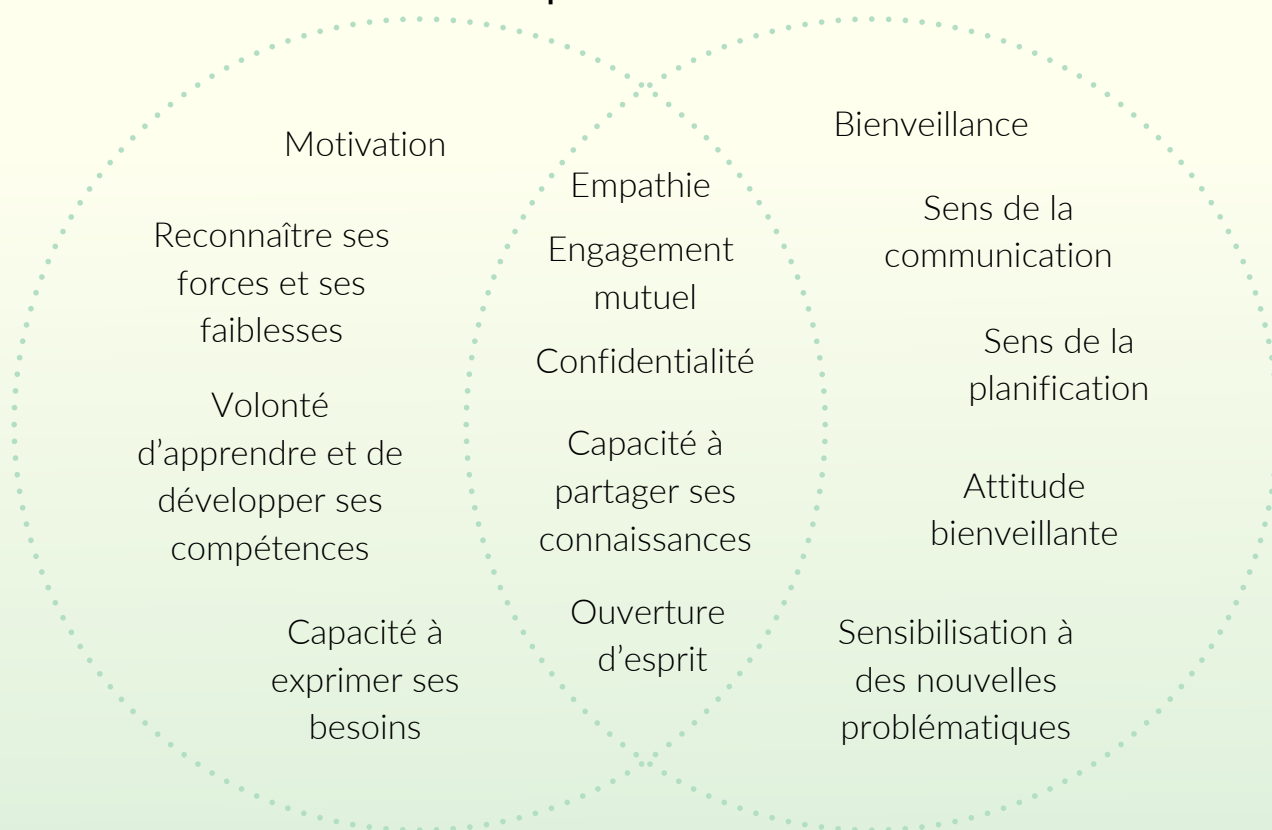 Motivation
Reconnaître ses
forces et ses
faiblesses
Volonté
d’apprendre et de
développer ses
compétences
Capacité à
exprimer ses
besoins
Empathie
Engagement
mutuel
Confidentialité
Capacité à
partager ses
connaissances
Ouverture
d’esprit
Bienveillance
Sens de la
communication
Sens de la
planification
Attitude
bienveillante
Sensibilisation à
des nouvelles
problématiques